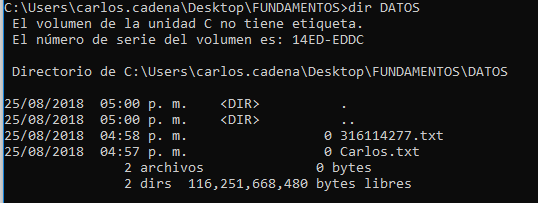 C:\Users\carlos.cadena\Desktop\FUNDAMENTOS>dir DATOS
 El volumen de la unidad C no tiene etiqueta.
 El número de serie del volumen es: 14ED-EDDC

 Directorio de C:\Users\carlos.cadena\Desktop\FUNDAMENTOS\DATOS

25/08/2018  05:00 p. m.    <DIR>          .
25/08/2018  05:00 p. m.    <DIR>          ..
25/08/2018  04:58 p. m.                 0 316114277.txt
25/08/2018  04:57 p. m.                 0 Carlos.txt
               2 archivos              0 bytes
               2 dirs  116,251,668,480 bytes libres